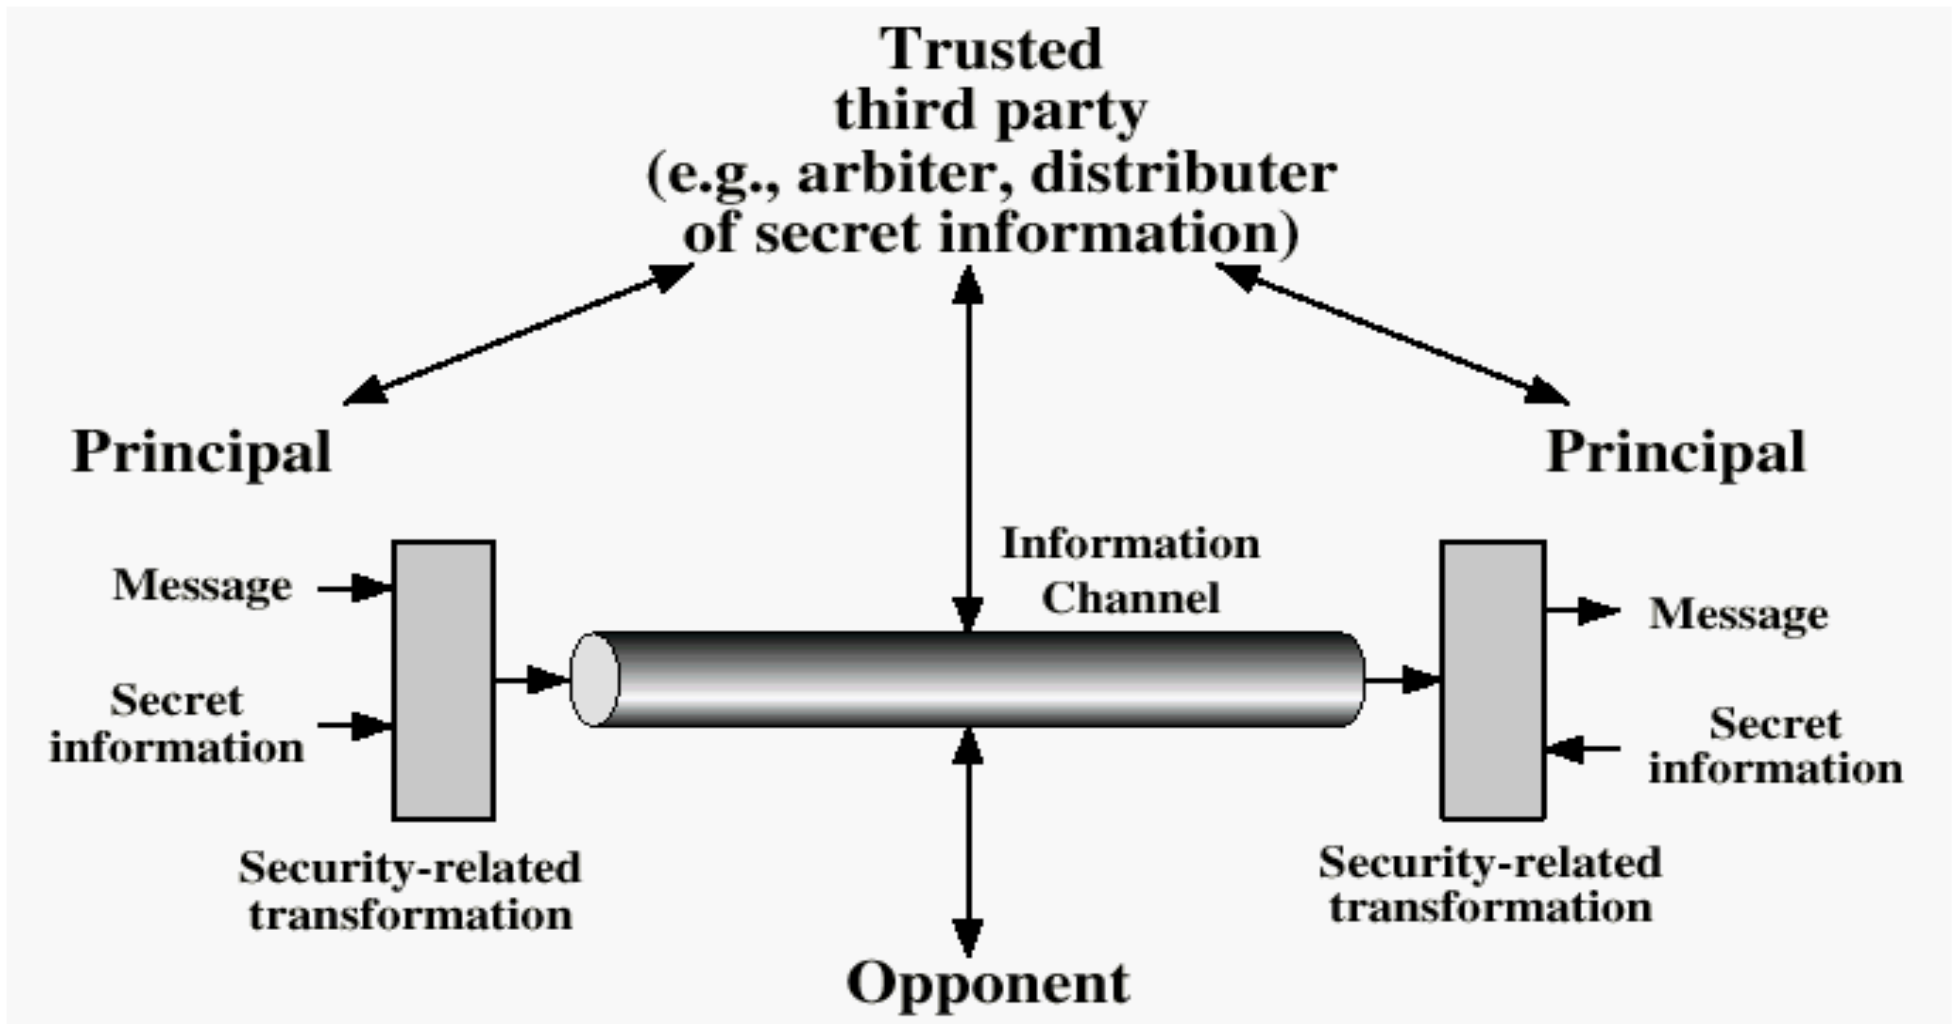 Trusted
third party
(e.g., arbiter, distributer
of secret information)
Principal
Principal
Information
Channel
Message
Secret
information
Message
Secret
information
Security-related
transformation
Security-related
transformation
Opponent